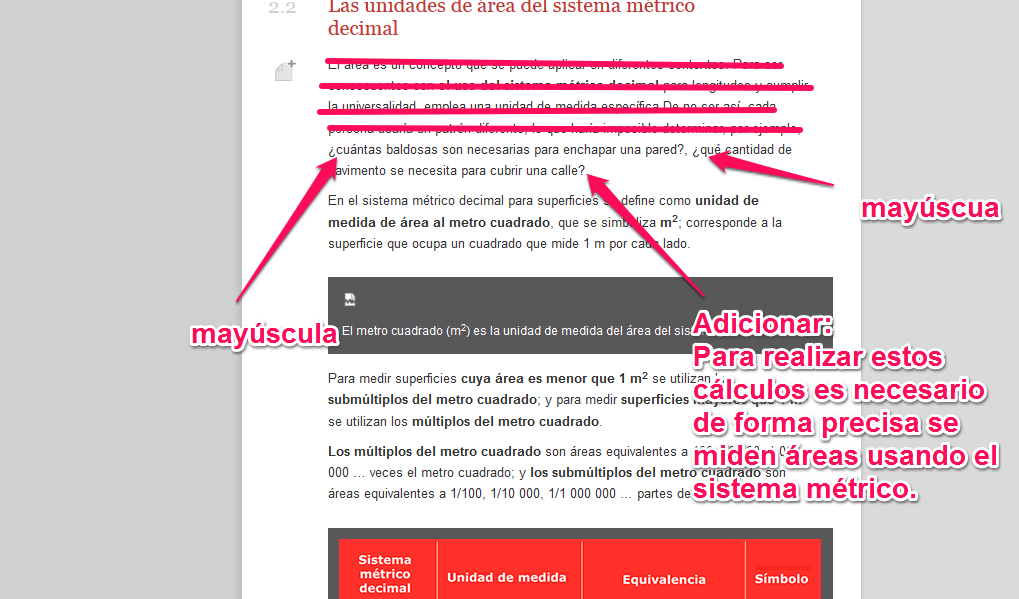 2.2 Las unidades de área del sistema métrico
decimal
El área es un concepto que se puede aplicar en diferentes contextos. Para ser
consecuentes con el uso del sistema métrico decimal para longitudes y cumplir
la universalidad, emplea una unidad de medida específica.De no ser así, cada
persona usaría un patrón diferente, lo que haría imposible determinar, por ejemplo,
¿cuántas baldosas son necesarias para enchapar una pared?, ¿qué cantidad de
pavimento se necesita para cubrir una calle?
mayúscua
En el sistema métrico decimal para superficies se define como unidad de
medida de área al metro cuadrado, que se simboliza m²; corresponde a la
superficie que ocupa un cuadrado que mide 1 m por cada lado.
mayúscula
El metro cuadrado (m²) es la unidad de medida del área del
Adicionar:
Para realizar estos
cálculos es necesario
de forma precisa se
miden áreas usando el
sistema métrico.
Para medir superficies cuya área es menor que 1 m² se utilizan
submúltiplos del metro cuadrado; y para medir superficies mayores que 1 m
se utilizan los múltiplos del metro cuadrado.
Los múltiplos del metro cuadrado son áreas equivalentes a
000 … veces el metro cuadrado; y los submúltiplos del metro cuadrado son
áreas equivalentes a 1/100, 1/10 000, 1/1 000 000 … partes
Sistema
métrico
decimal
Unidad de medida
Equivalencia
Símbolo